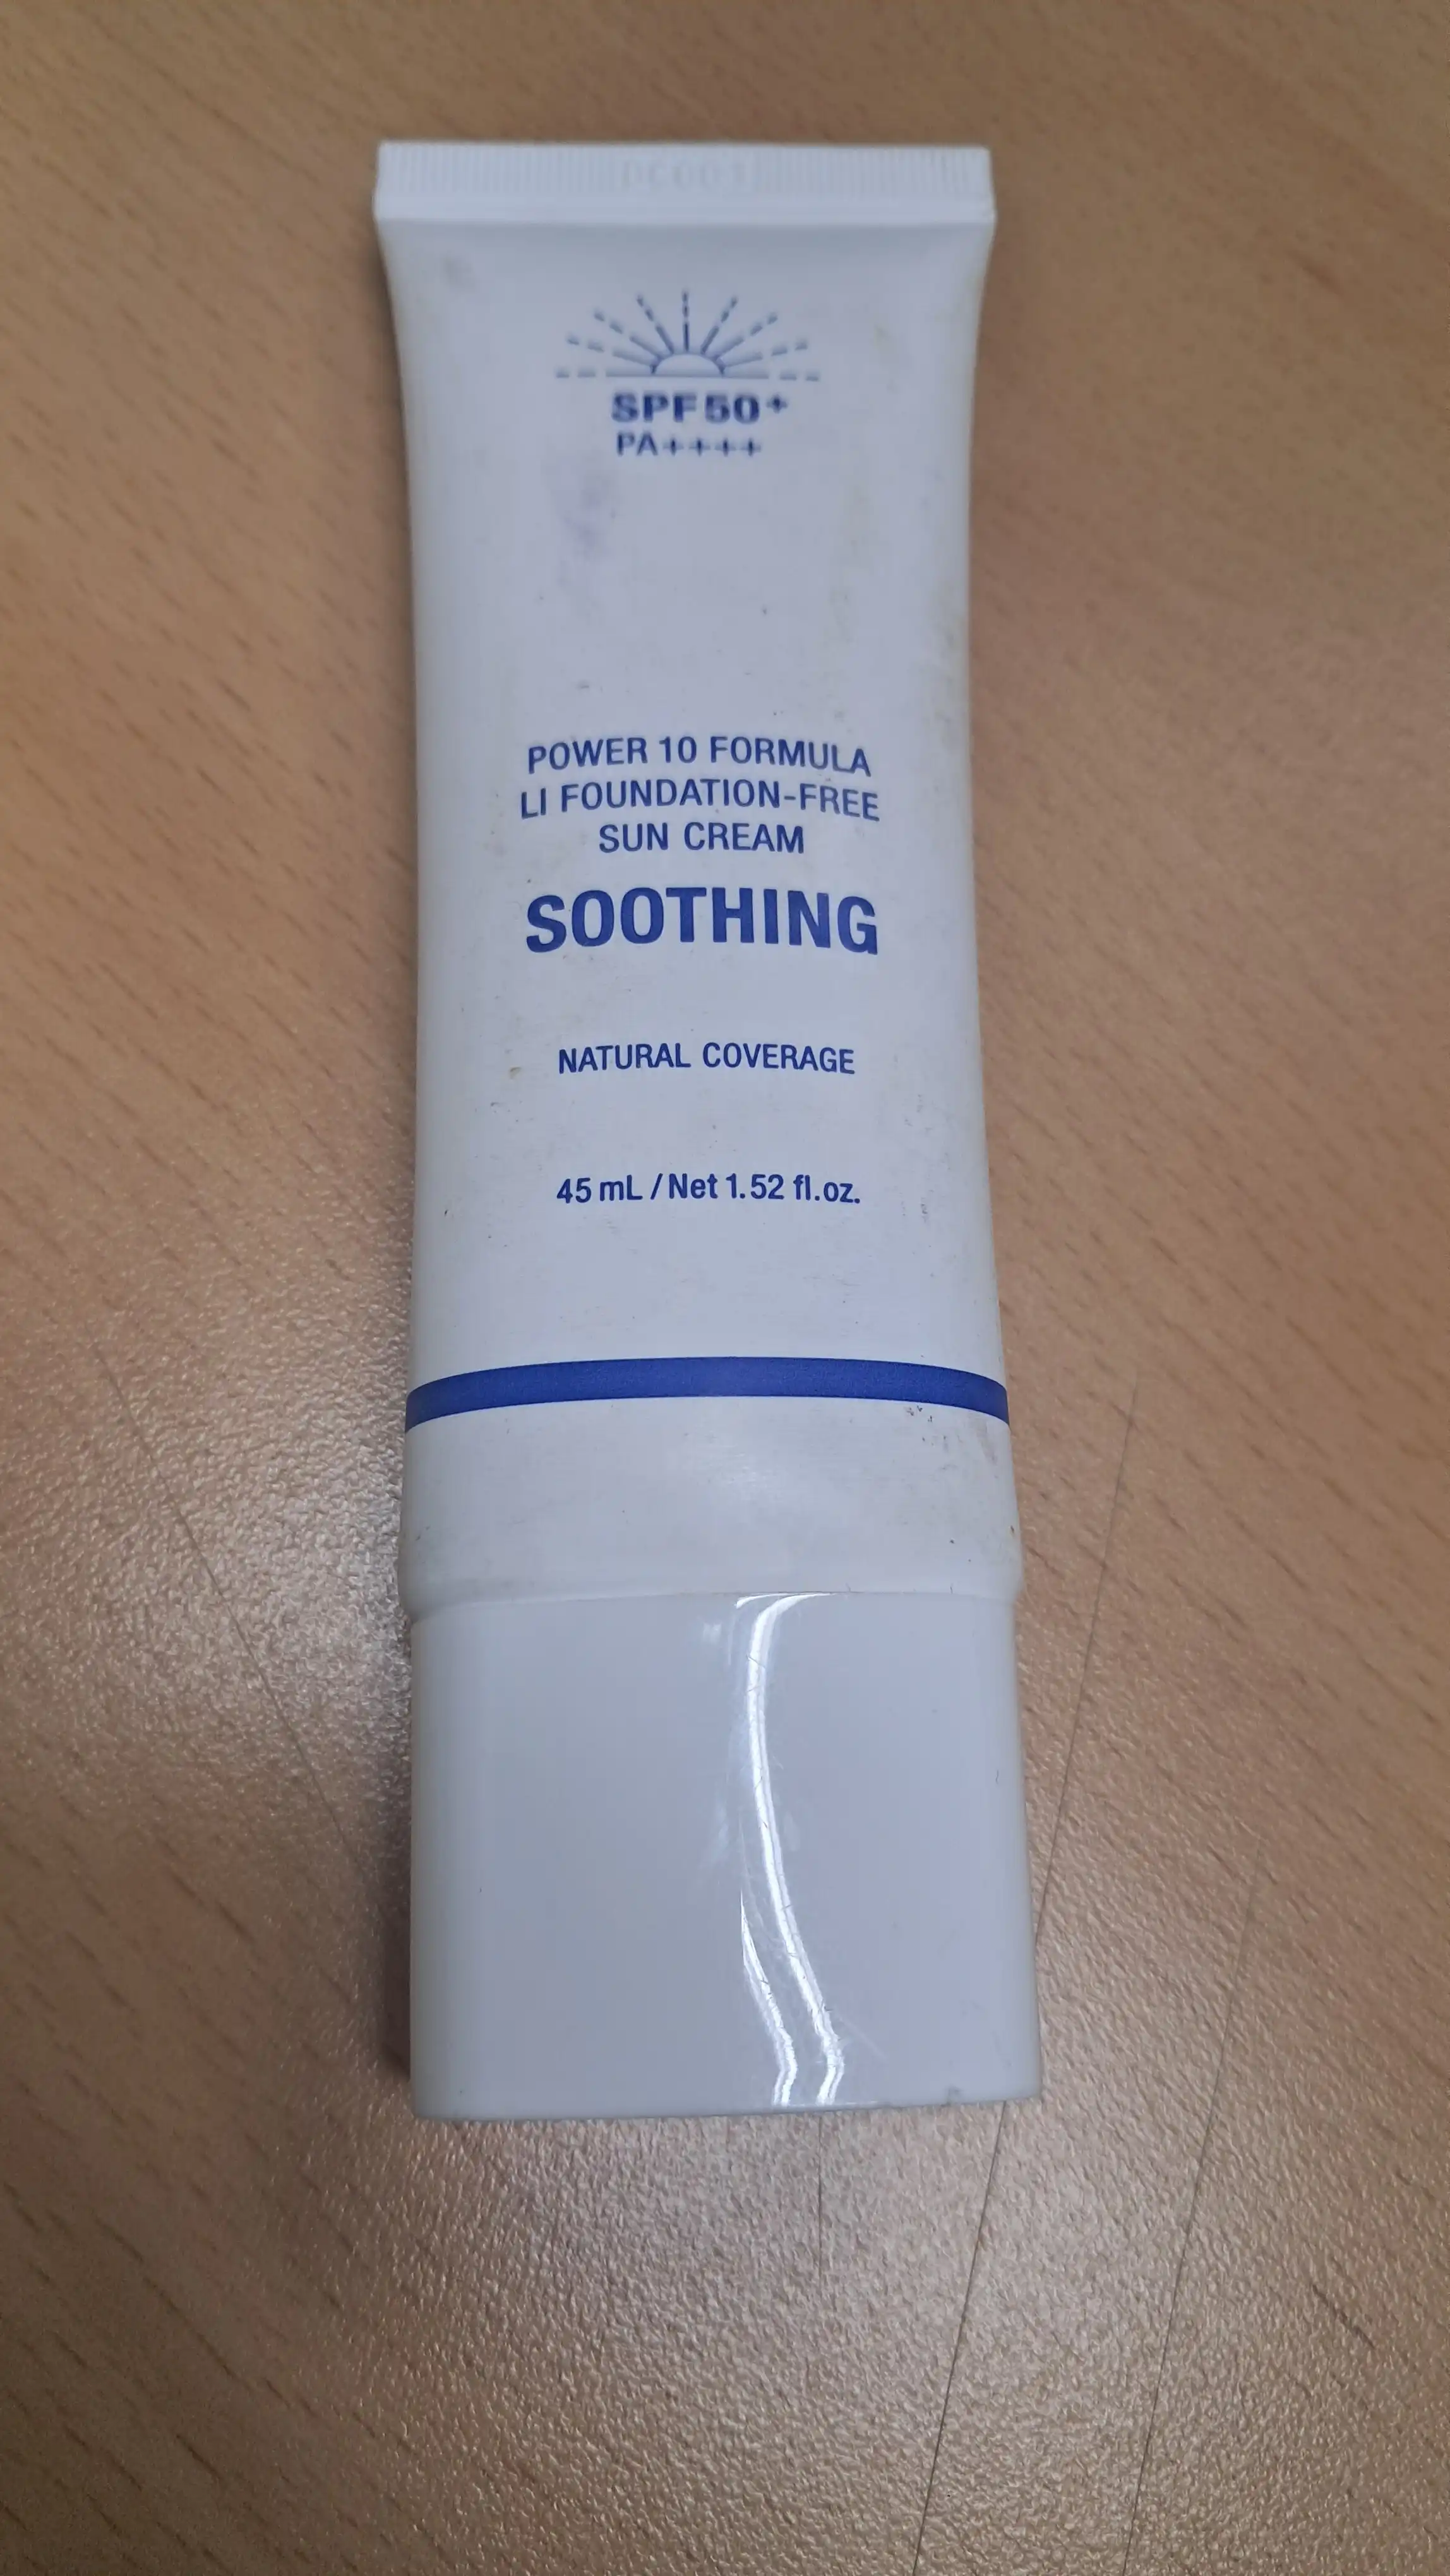 SPF50+
PA++++
POWER 10 FORMULA
LI FOUNDATION-FREE
SUN CREAM
SOOTHING
NATURAL COVERAGE
45 mL / Net 1.52 fl.oz.